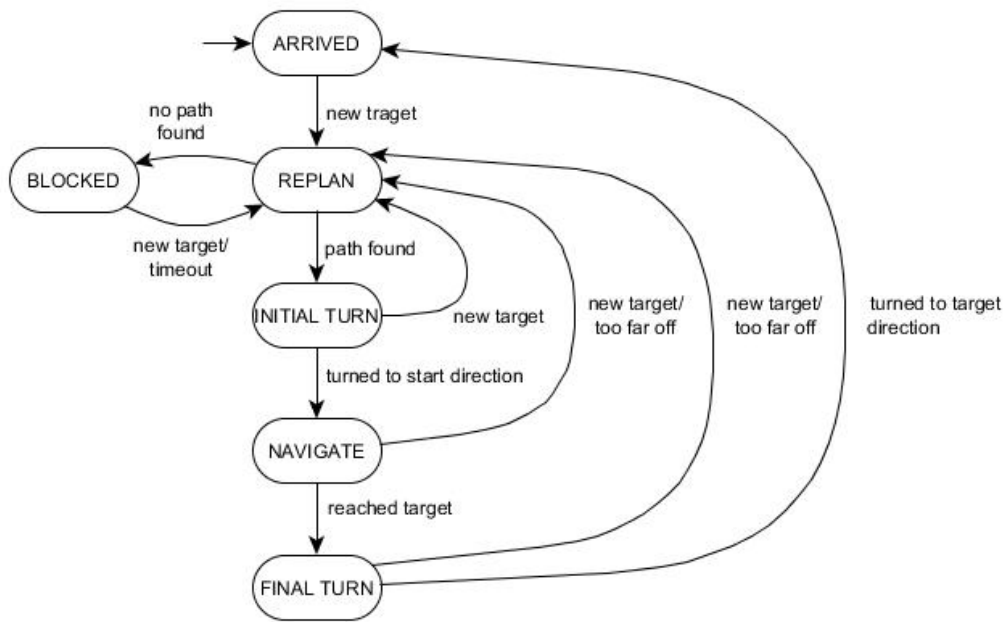 ARRIVED
new traget
no path
found
BLOCKED
REPLAN
new target/
timeout
path found
INITIAL TURN
new target
new target/
too far off
new target/
too far off
turned to target
direction
turned to start direction
NAVIGATE
reached target
FINAL TURN